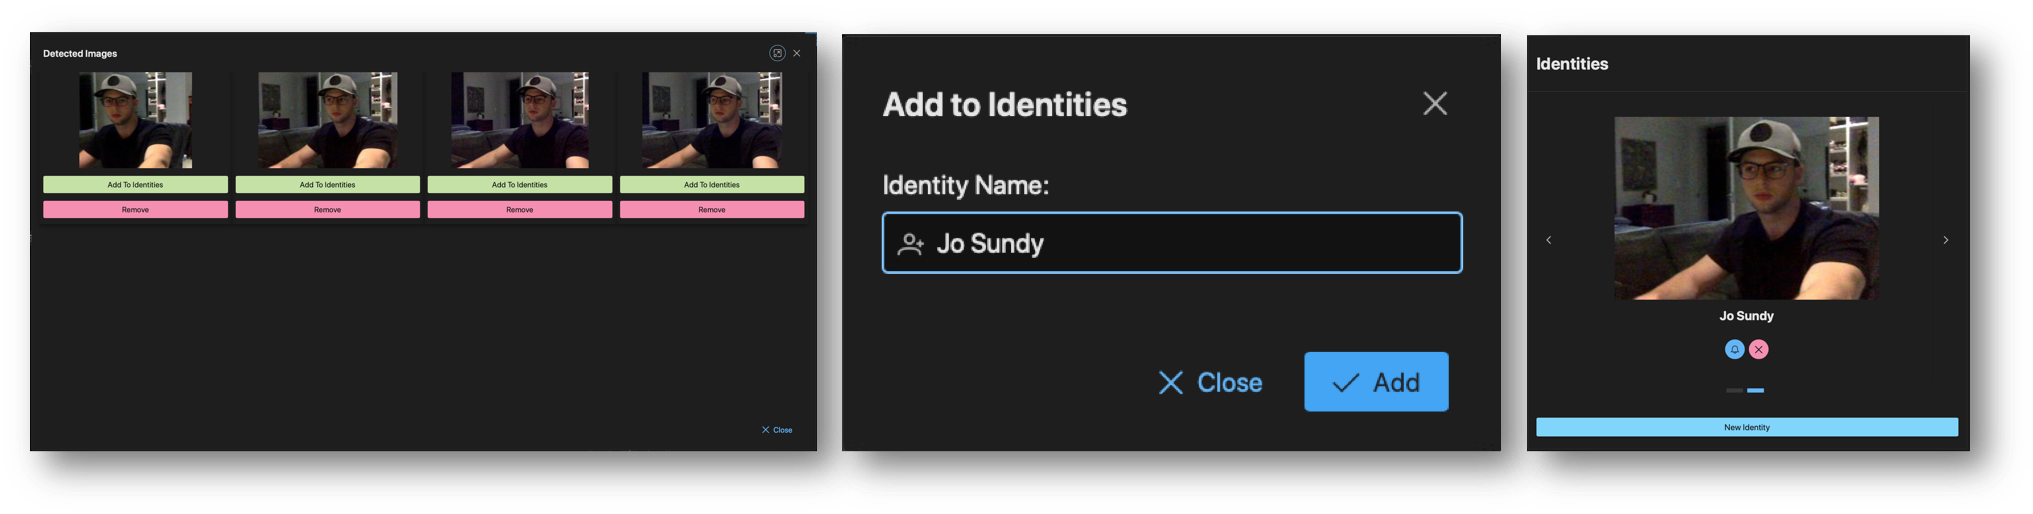 Detected Images
Add To Identities
Add To Identities
Add To Identities
Add To Identities
Remove
Remove
Remove
Remove
Close
Add to Identities
Identity Name:
Jo Sundy
Close
Add
Identities
Jo Sundy
New Identity